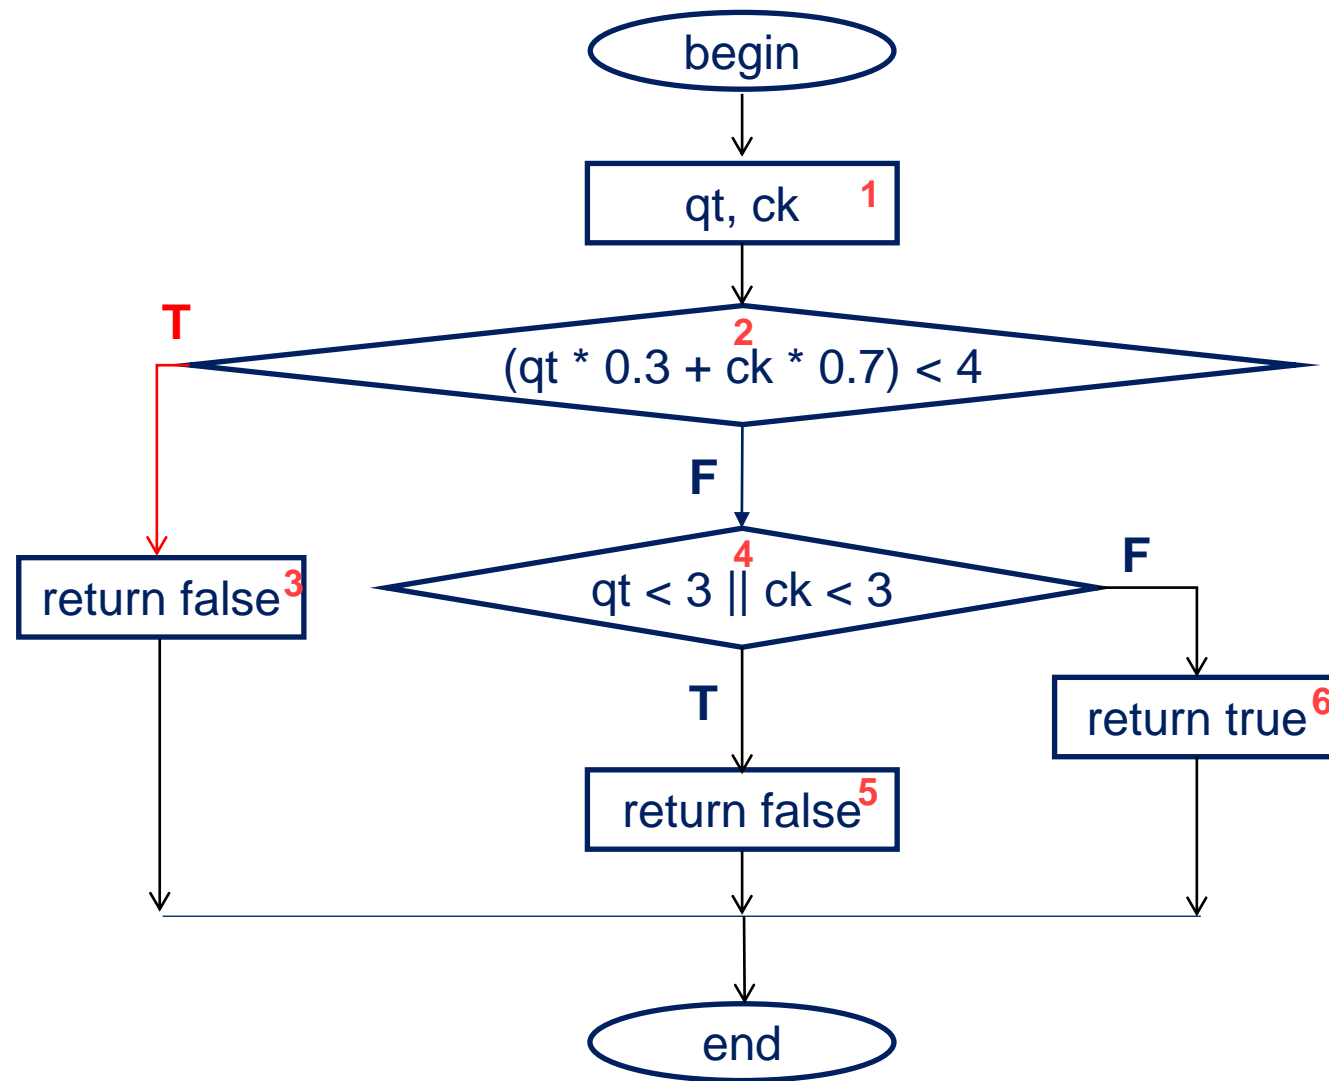 begin
qt, ck 1
T
2
(qt * 0.3 + ck * 0.7) < 4
F
4
qt < 3 || ck < 3
F
return false 3
T
return true 6
return false 5
end